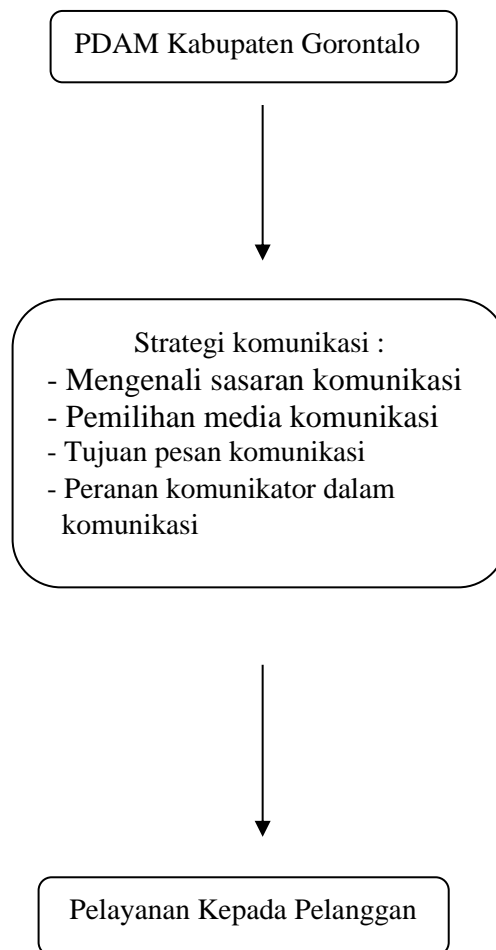 PDAM Kabupaten Gorontalo
Strategi komunikasi :
- Mengenali sasaran komunikasi
- Pemilihan media komunikasi
- Tujuan pesan komunikasi
- Peranan komunikator dalam
komunikasi
Pelayanan Kepada Pelanggan